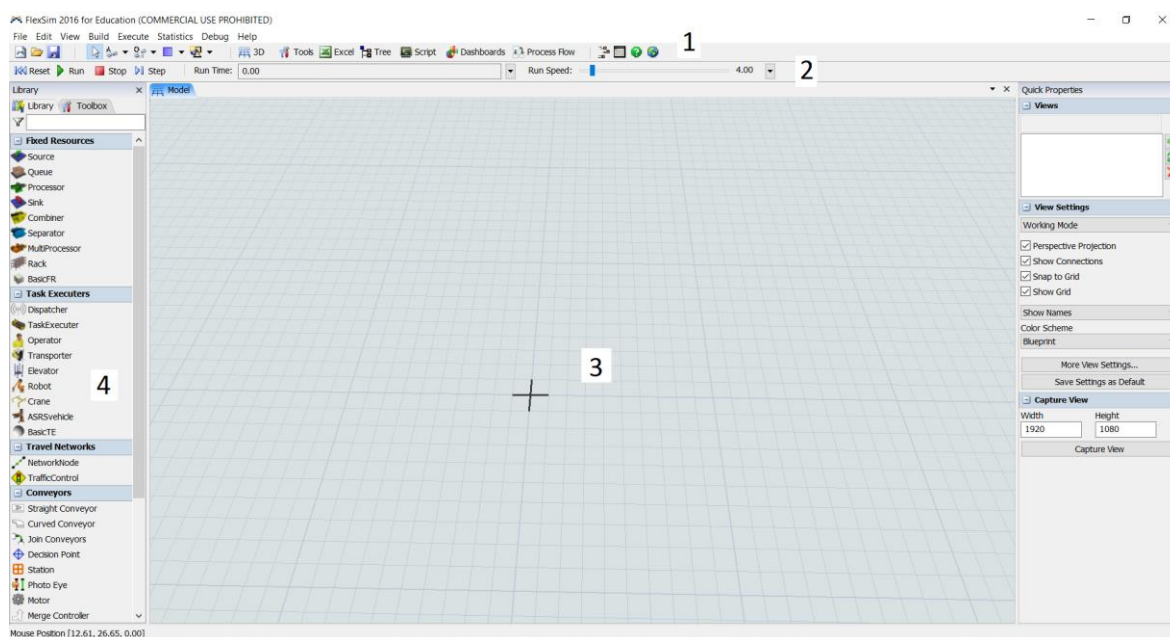 FlexSim 2016 for Education (COMMERCIAL USE PROHIBITED)
File Edit View Build Execute Statistics Debug Help
3D Tools Excel Tree Script Dashboards Process Flow 1
Reset Run Stop Step Run Time: 0.00 Run Speed: 4.00 2
Library
Library Toolbox
Fixed Resources
Source
Queue
Processor
Sink
Combiner
Separator
MultiProcessor
Rack
BasicFR
Task Executers
Dispatcher
TaskExecuter
Operator
Transporter
Elevator
Robot
Crane
ASRSvehicle
BasicTE
Travel Networks
NetworkNode
TrafficControl
Conveyors
Straight Conveyor
Curved Conveyor
Join Conveyors
Decision Point
Station
Photo Eye
Motor
Merge Controller
4
Model
3
Quick Properties
Views
View Settings
Working Mode
Perspective Projection
Show Connections
Snap to Grid
Show Grid
Show Names
Color Scheme
Blueprint
More View Settings...
Save Settings as Default
Capture View
Width Height
1920 1080
Capture View
Mouse Position [12.61, 26.65, 0.00]